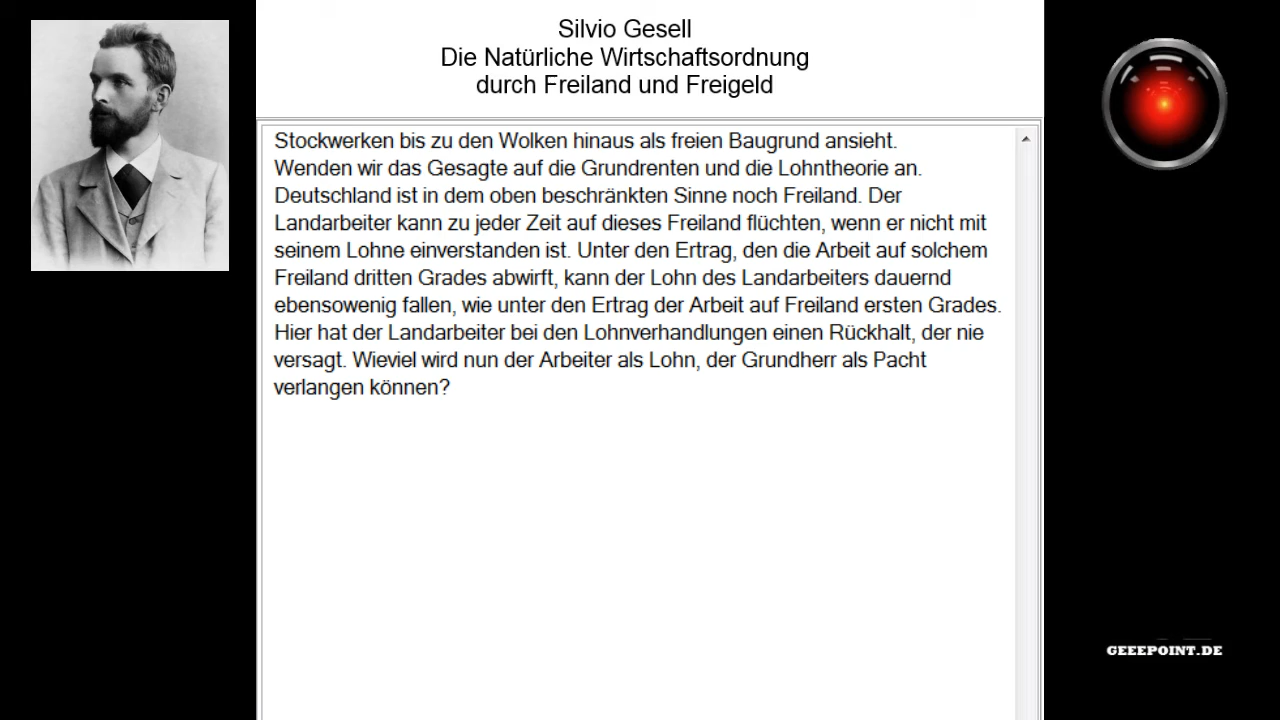 Silvio Gesell
Die Natürliche Wirtschaftsordnung
durch Freiland und Freigeld
Stockwerken bis zu den Wolken hinaus als freien Baugrund ansieht.
Wenden wir das Gesagte auf die Grundrenten und die Lohntheorie an.
Deutschland ist in dem oben beschränkten Sinne noch Freiland. Der
Landarbeiter kann zu jeder Zeit auf dieses Freiland flüchten, wenn er nicht mit
seinem Lohne einverstanden ist. Unter den Ertrag, den die Arbeit auf solchem
Freiland dritten Grades abwirft, kann der Lohn des Landarbeiters dauernd
ebensowenig fallen, wie unter den Ertrag der Arbeit auf Freiland ersten Grades.
Hier hat der Landarbeiter bei den Lohnverhandlungen einen Rückhalt, der nie
versagt. Wieviel wird nun der Arbeiter als Lohn, der Grundherr als Pacht
verlangen können?
GEEEPOINT.DE